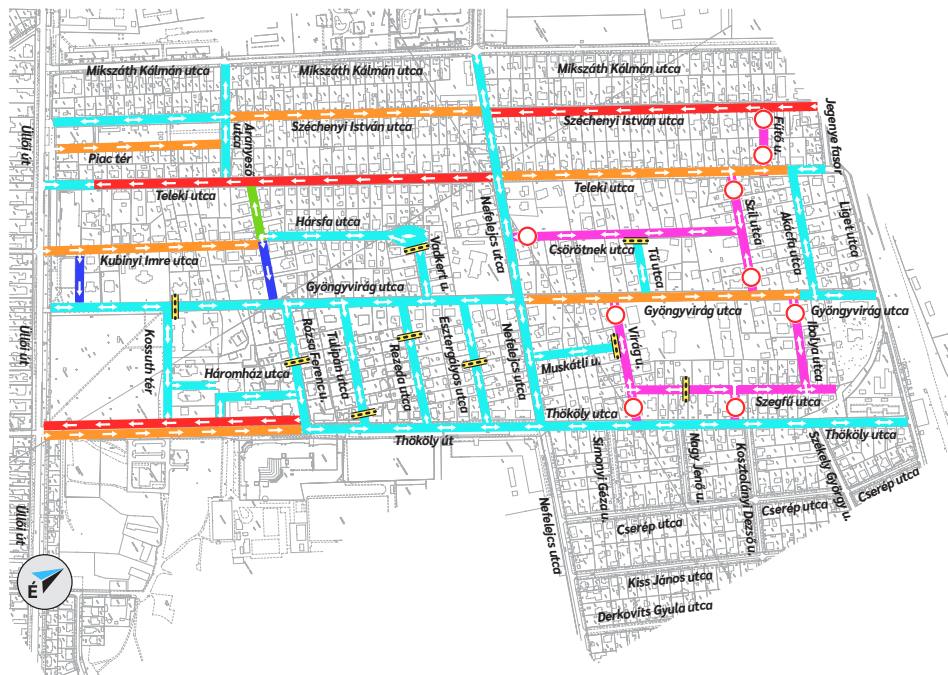 Mikszáth Kálmán utca
Mikszáth Kálmán utca
Mikszáth Kálmán utca
Jegenye fasor
Üllői út
Széchenyi István utca
Széchenyi István utca
Fűtő u.
Aranyeső utca
Piac tér
Teleki utca
Teleki utca
Nefelejcs utca
Hársfa utca
Szil utca
Akácfa utca
Liget utca
Kubinyi Imre utca
Vadkert u.
Csörötnek utca
Tű utca
Gyöngyvirág utca
Gyöngyvirág utca
Gyöngyvirág utca
Üllői út
Kossuth tér
Rózsa Ferenc u.
Tulipán utca
Rezeda utca
Esztergályos utca
Nefelejcs utca
Muskátli u.
Virág u.
Ibolya utca
Háromház utca
Szegfű utca
Thököly út
Thököly utca
Thököly utca
Simonyi Géza u.
Nagy Jenő u.
Kosztolányi Dezső u.
Székely György u.
Cserép utca
Cserép utca
Cserép utca
Üllői út
Nefelejcs utca
Kiss János utca
Derkovits Gyula utca
É